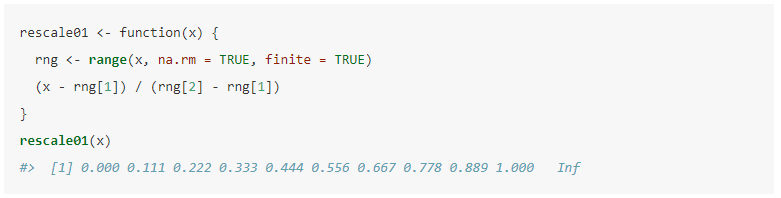 rescale01 <- function(x) {
  rng <- range(x, na.rm = TRUE, finite = TRUE)
  (x - rng[1]) / (rng[2] - rng[1])
}
rescale01(x)
#>  [1] 0.000 0.111 0.222 0.333 0.444 0.556 0.667 0.778 0.889 1.000   Inf